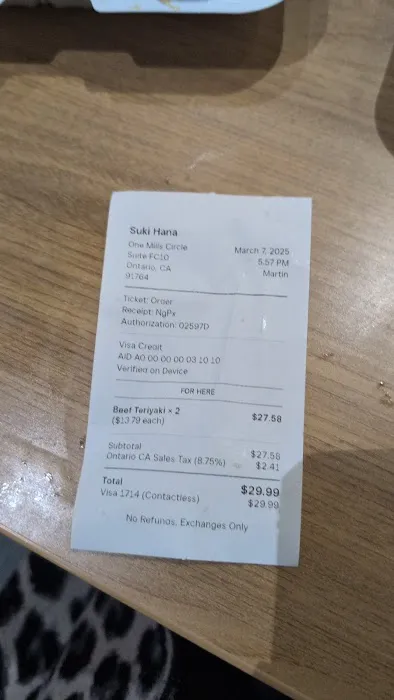 Suki Hana
One Mills Circle
Suite FC10
Ontario, CA
91764
March 7, 2025
5:57 PM
Martin
Ticket: Order
Receipt: NgPx
Authorization: 02597D
Visa Credit
AID A0 00 00 00 03 10 10
Verified on Device
FOR HERE
Beef Teriyaki × 2 $27.58
($13.79 each)
Subtotal $27.58
Ontario CA Sales Tax (8.75%) $2.41
Total $29.99
Visa 1714 (Contactless) $29.99
No Refunds, Exchanges Only